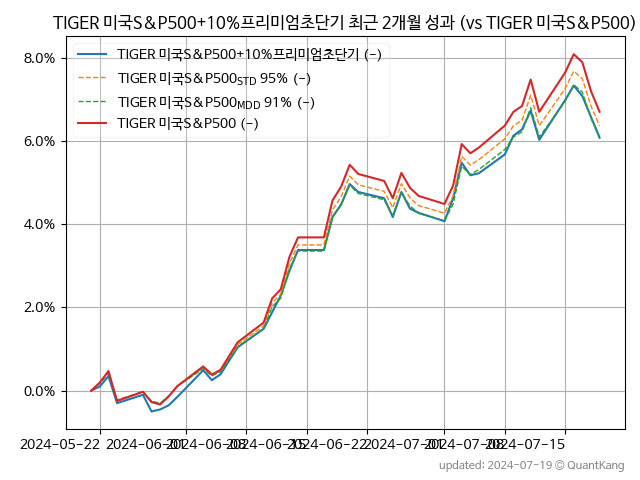 TIGER 미국S&P500+10%프리미엄초단기 최근 2개월 성과 (vs TIGER 미국S&P500)
TIGER 미국S&P500+10%프리미엄초단기 (-)
TIGER 미국S&P500STD 95% (-)
TIGER 미국S&P500MDD 91% (-)
TIGER 미국S&P500 (-)
8.0%
6.0%
4.0%
2.0%
0.0%
2024-05-22 2024-06-01 2024-06-08 2024-06-15 2024-06-22 2024-07-01 2024-07-08 2024-07-15
updated: 2024-07-19 © QuantKang